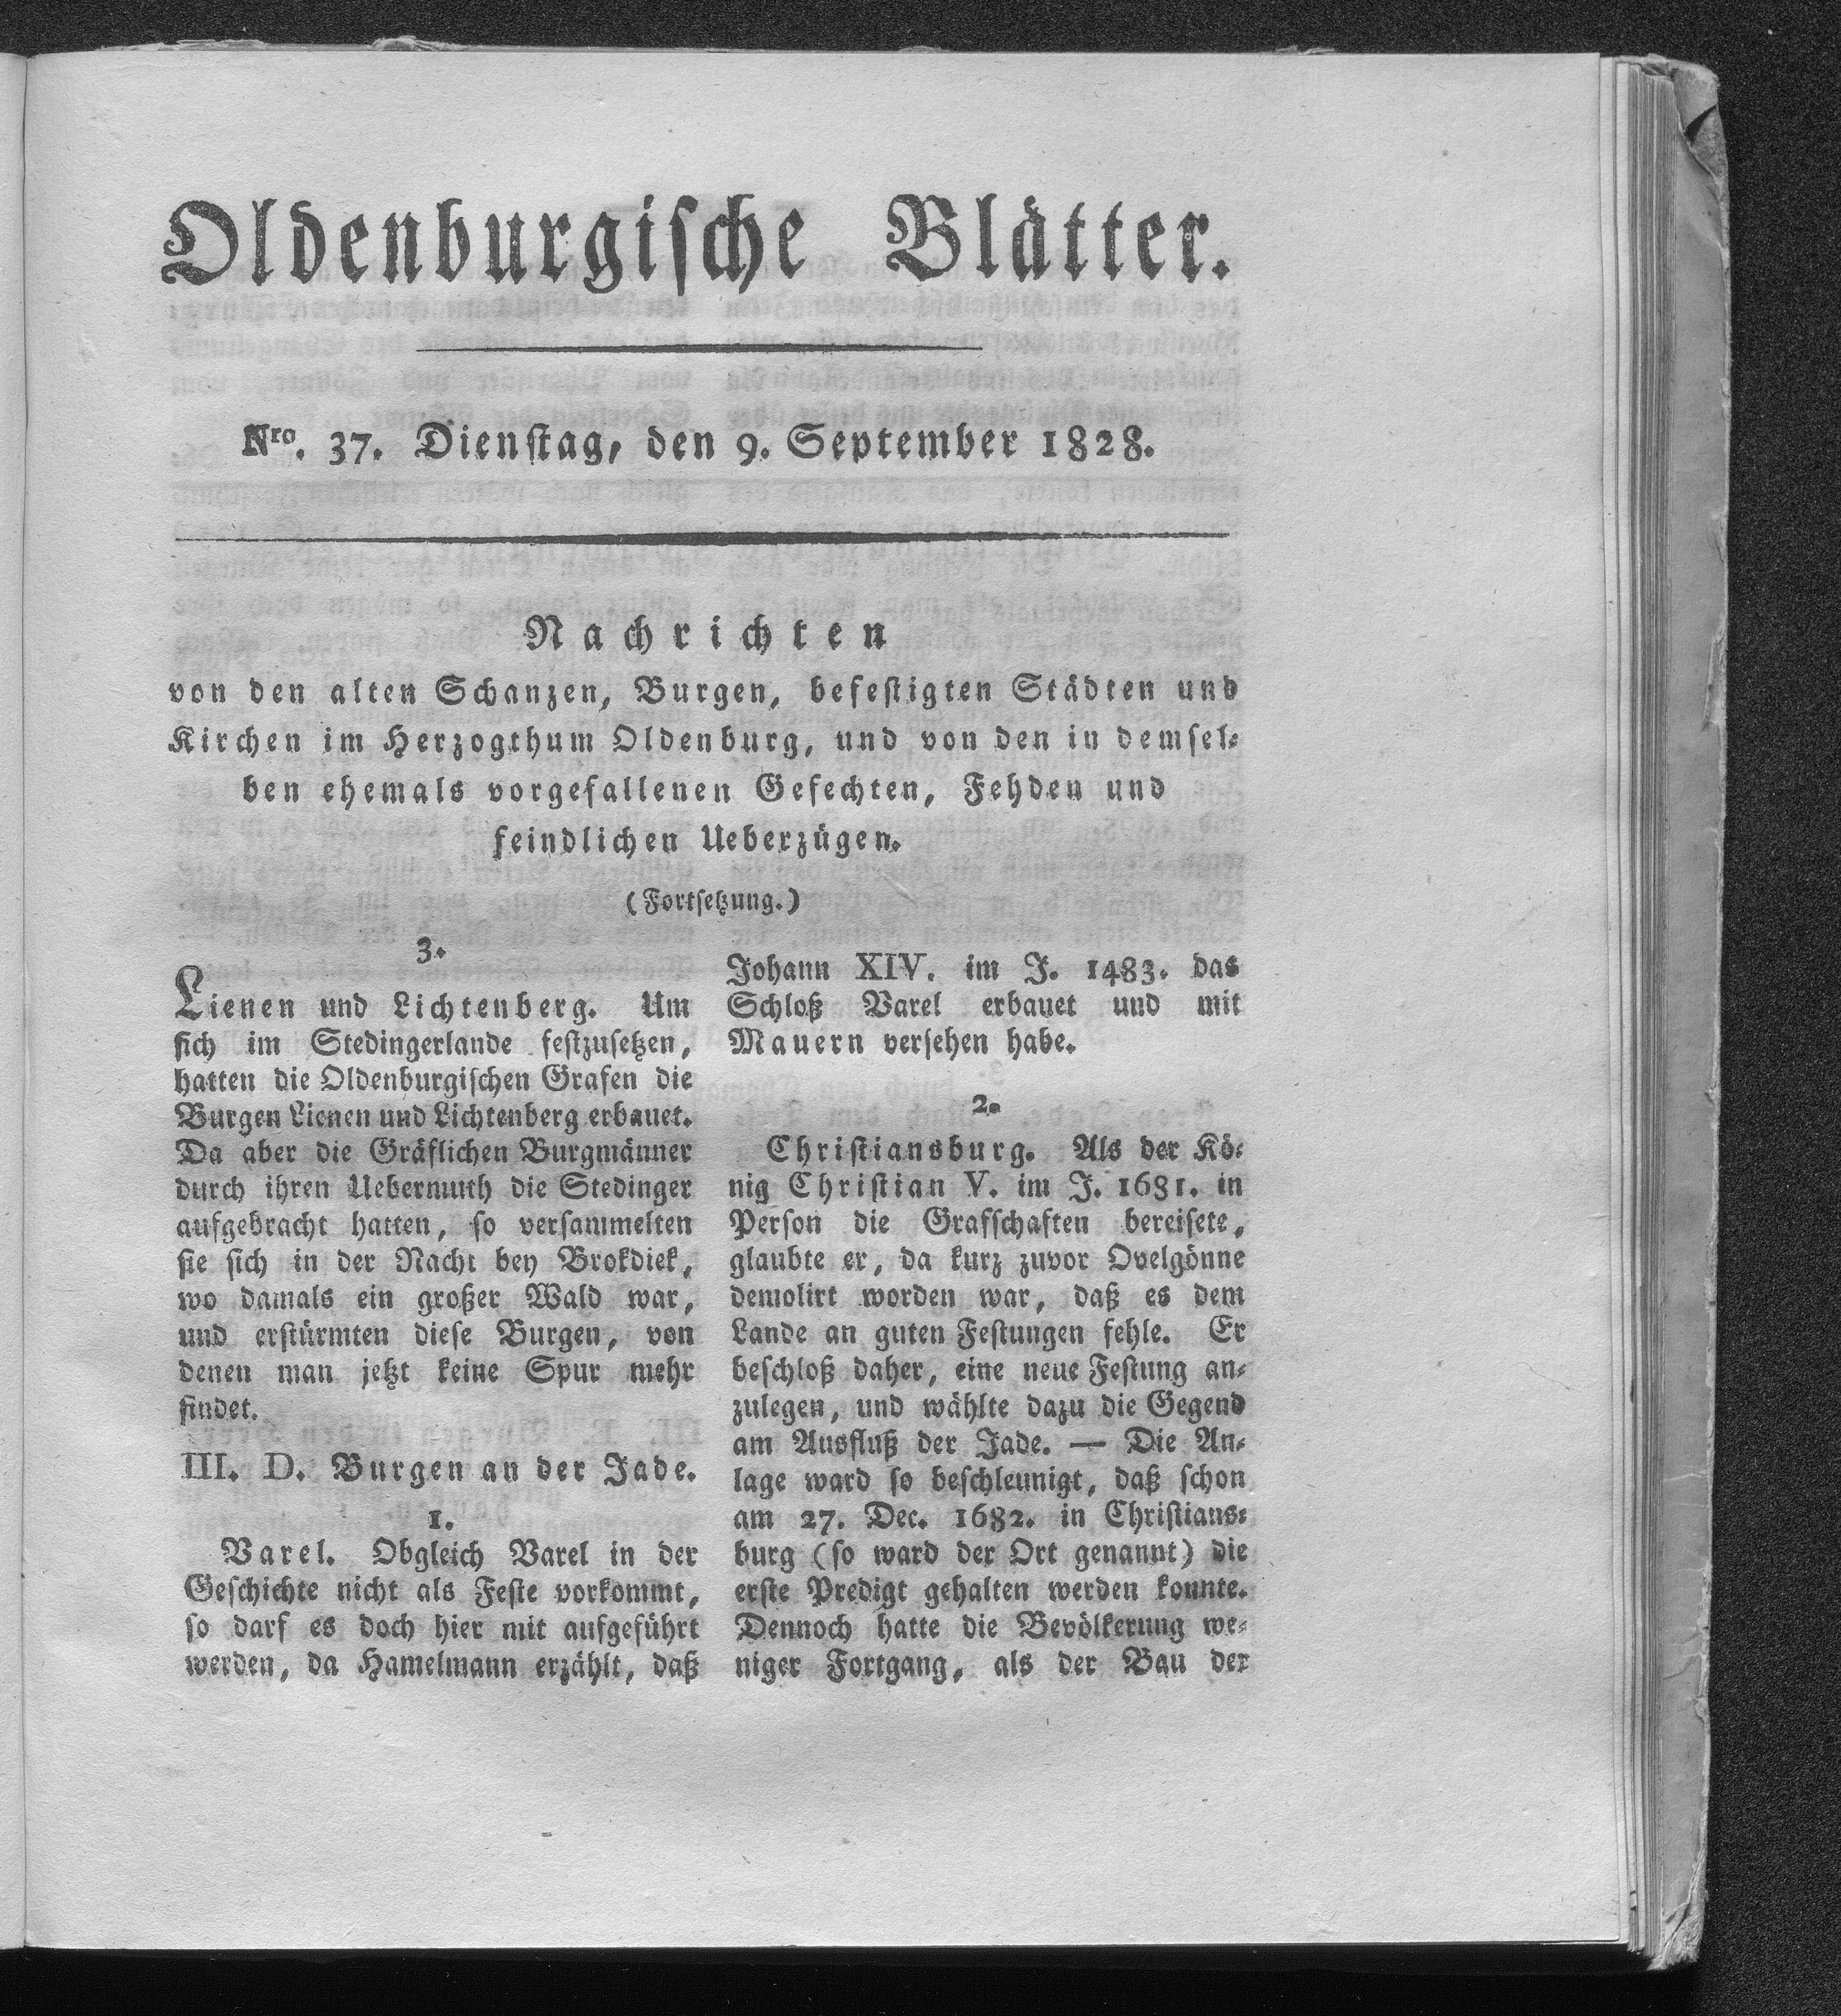 Oldenburgische Blätter.
Nro. 37. Dienstag, den 9. September 1828.
Nachrichten
von den alten Schanzen, Burgen, befestigten Städten und
Kirchen im Herzogthum Oldenburg, und von den in demsel-
ben ehemals vorgefallenen Gefechten, Fehden und
feindlichen Ueberzügen.
(Fortsetzung.)
3.
Lienen und Lichtenberg. Um
sich im Stedingerlande festzusetzen,
hatten die Oldenburgischen Grafen die
Burgen Lienen und Lichtenberg erbauet.
Da aber die Gräflichen Burgmänner
durch ihren Uebermuth die Stedinger
aufgebracht hatten, so versammelten
sie sich in der Nacht bey Brokdiek,
wo damals ein großer Wald war,
und erstürmten diese Burgen, von
denen man jetzt keine Spur mehr
findet.
III. D. Burgen an der Jade.
1.
Varel. Obgleich Varel in der
Geschichte nicht als Feste vorkommt,
so darf es doch hier mit aufgeführt
werden, da Hamelmann erzählt, daß
Johann XIV. im J. 1483. das
Schloß Varel erbauet und mit
Mauern versehen habe.
2.
Christiansburg. Als der Kö-
nig Christian V. im J. 1681. in
Person die Grafschaften bereisete,
glaubte er, da kurz zuvor Ovelgönne
demolirt worden war, daß es dem
Lande an guten Festungen fehle. Er
beschloß daher, eine neue Festung an-
zulegen, und wählte dazu die Gegend
am Ausfluß der Jade. — Die An-
lage ward so beschleunigt, daß schon
am 27. Dec. 1682. in Christians-
burg (so ward der Ort genannt) die
erste Predigt gehalten werden konnte.
Dennoch hatte die Bevölkerung we-
niger Fortgang, als der Bau der